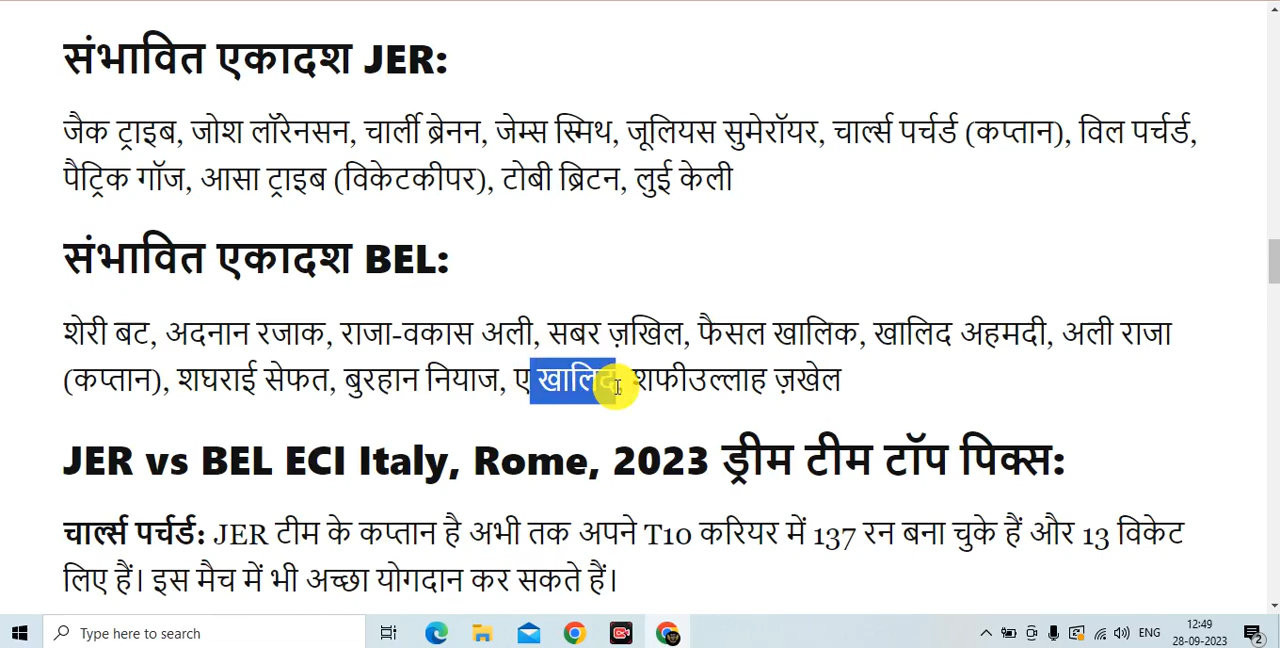 संभावित एकादश JER:
जैक ट्राइब, जोश लॉरेनसन, चार्ली ब्रेनन, जेम्स स्मिथ, जूलियस सुमेरॉयर, चार्ल्स पर्चर्ड (कप्तान), विल पर्चर्ड,
पैट्रिक गॉज, आसा ट्राइब (विकेटकीपर), टोबी ब्रिटन, लुई केली
संभावित एकादश BEL:
शेरी बट, अदनान रजाक, राजा-वकास अली, सबर ज़खिल, फैसल खालिक, खालिद अहमदी, अली राजा
(कप्तान), शघराई सेफत, बुरहान नियाज, ए खालिद, शफीउल्लाह ज़खेल
JER vs BEL ECI Italy, Rome, 2023 ड्रीम टीम टॉप पिक्स:
चार्ल्स पर्चर्ड: JER टीम के कप्तान है अभी तक अपने T10 करियर में 137 रन बना चुके हैं और 13 विकेट
लिए हैं। इस मैच में भी अच्छा योगदान कर सकते हैं।
Type here to search
ENG
12:49
28-09-2023
2